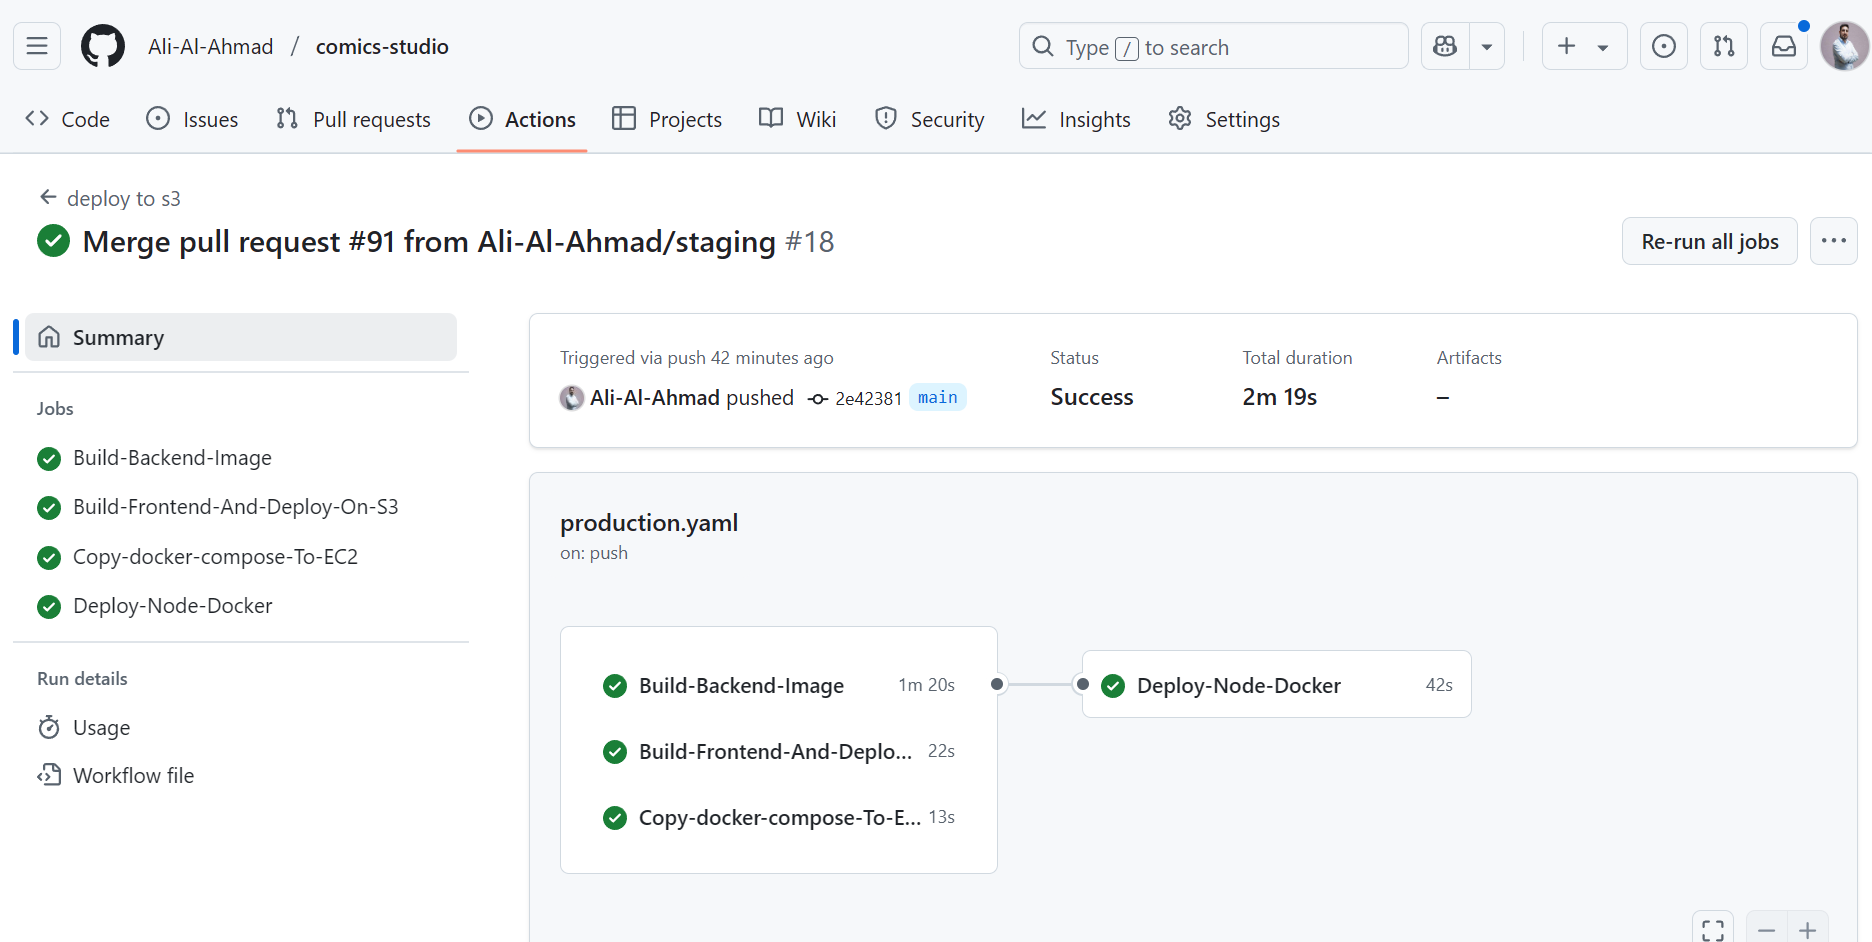 Ali-Al-Ahmad / comics-studio
Type / to search
Code
Issues
Pull requests
Actions
Projects
Wiki
Security
Insights
Settings
deploy to s3
Merge pull request #91 from Ali-Al-Ahmad/staging #18
Re-run all jobs
Summary
Jobs
Build-Backend-Image
Build-Frontend-And-Deploy-On-S3
Copy-docker-compose-To-EC2
Deploy-Node-Docker
Run details
Usage
Workflow file
Triggered via push 42 minutes ago
Ali-Al-Ahmad pushed 2e42381 main
Status
Success
Total duration
2m 19s
Artifacts
–
production.yaml
on: push
Build-Backend-Image 1m 20s
Build-Frontend-And-Deplo... 22s
Copy-docker-compose-To-E... 13s
Deploy-Node-Docker 42s